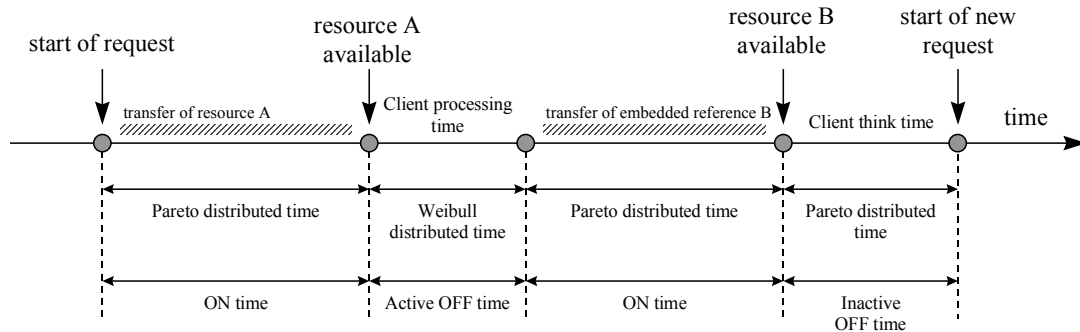 start of request
resource A
available
resource B
available
start of new
request
transfer of resource A
Client processing
time
transfer of embedded reference B
Client think time
time
Pareto distributed time
Weibull
distributed time
Pareto distributed time
Pareto distributed
time
ON time
Active OFF time
ON time
Inactive
OFF time